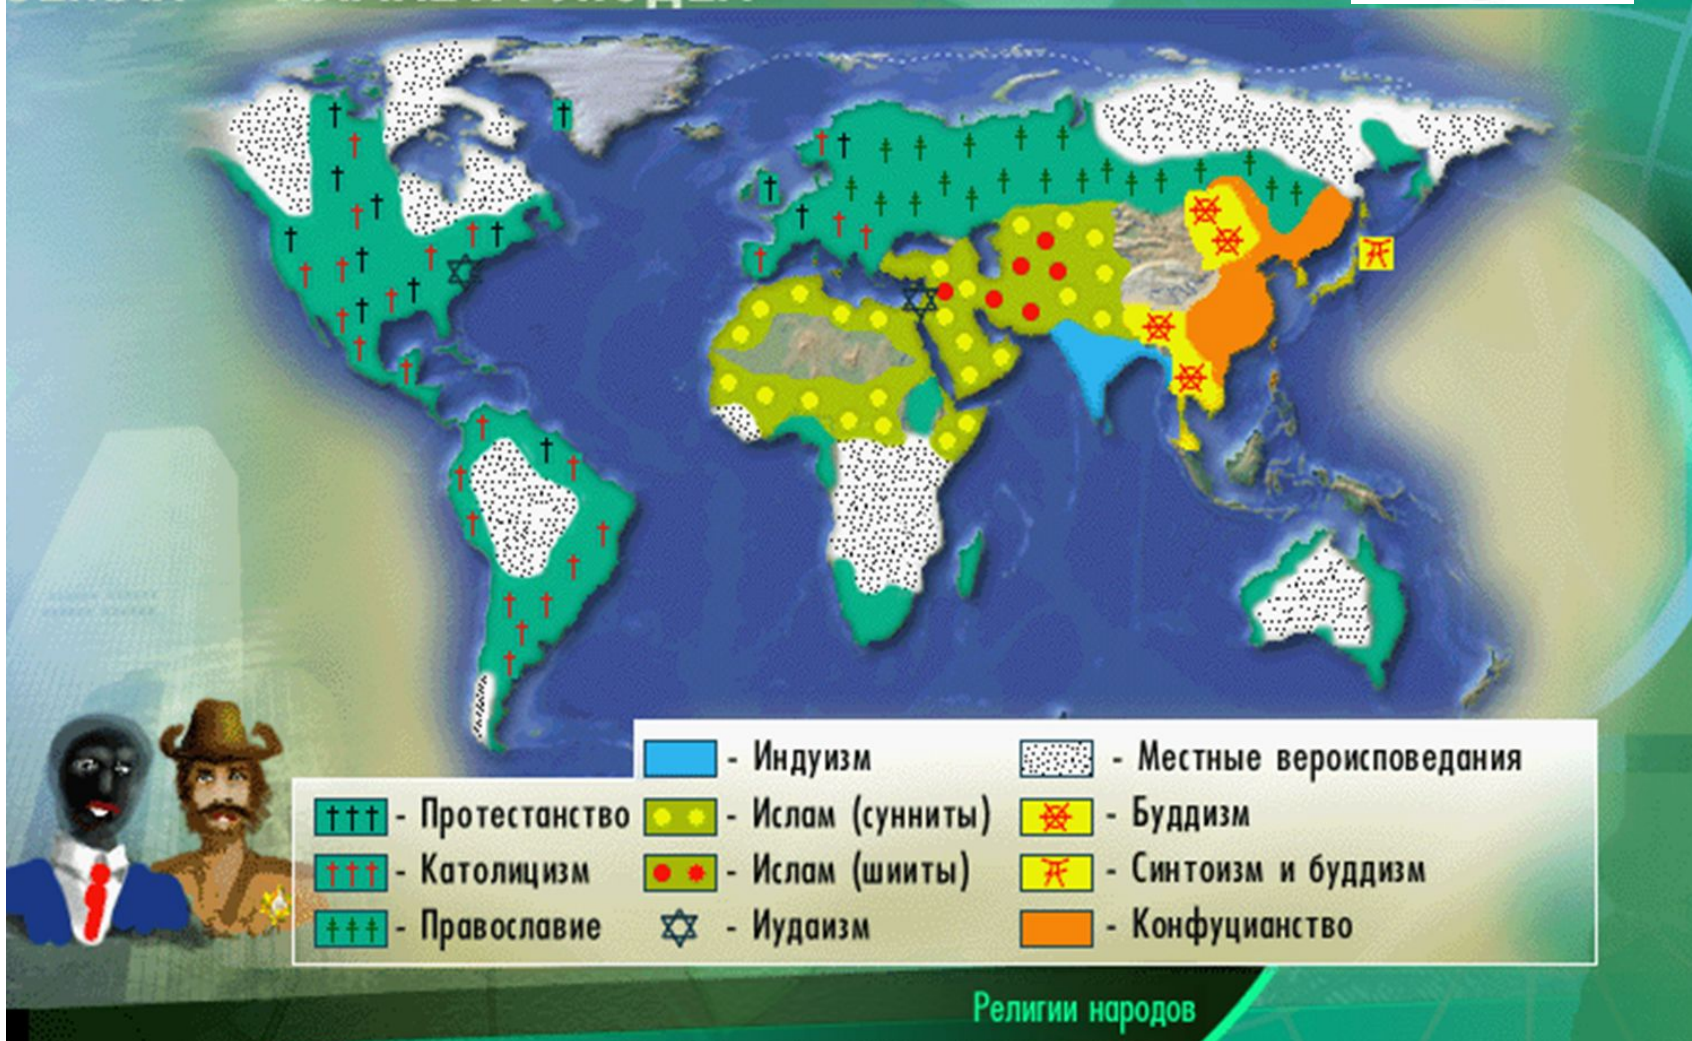 - Индуизм
- Местные вероисповедания
- Протестанство
- Ислам (сунниты)
- Буддизм
- Католицизм
- Ислам (шииты)
- Синтоизм и буддизм
- Православие
- Иудаизм
- Конфуцианство
Религии народов